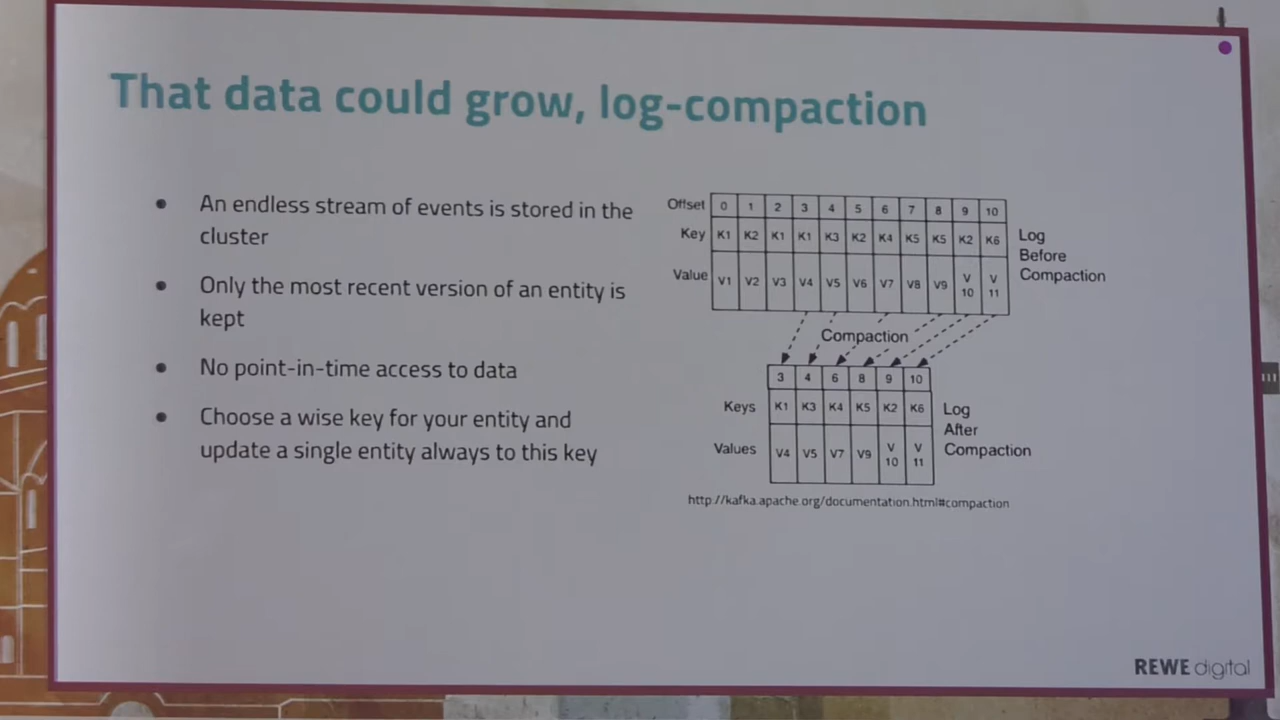 That data could grow, log-compaction
● An endless stream of events is stored in the
cluster
● Only the most recent version of an entity is
kept
● No point-in-time access to data
● Choose a wise key for your entity and
update a single entity always to this key
Offset 0 1 2 3 4 5 6 7 8 9 10
Key K1 K2 K1 K1 K3 K2 K4 K5 K5 K2 K6
Value V1 V2 V3 V4 V5 V6 V7 V8 V9 V 10 V 11
Log
Before
Compaction
Compaction
3 4 6 8 9 10
Keys K1 K3 K4 K5 K2 K6
Values V4 V5 V7 V9 V 10 V 11
Log
After
Compaction
http://kafka.apache.org/documentation.html#compaction
REWE digital